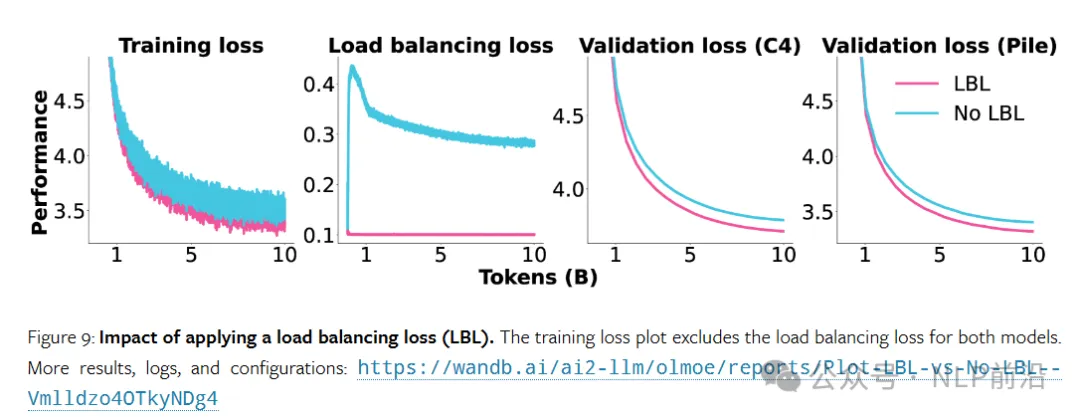 Training loss
Load balancing loss
Validation loss (C4)
Validation loss (Pile)
Performance
4.5
4.0
3.5
1 5 10
0.4
0.3
0.2
0.1
1 5 10
4.5
4.0
1 5 10
4.5
4.0
3.5
1 5 10
LBL
No LBL
Tokens (B)
Figure 9: Impact of applying a load balancing loss (LBL). The training loss plot excludes the load balancing loss for both models.
More results, logs, and configurations: https://wandb.ai/ai2-llm/olmoe/reports/Plot-LBL-vs-No-LBL--
Vmlldzo4OTkyNDg4
公众号 · NLP前沿